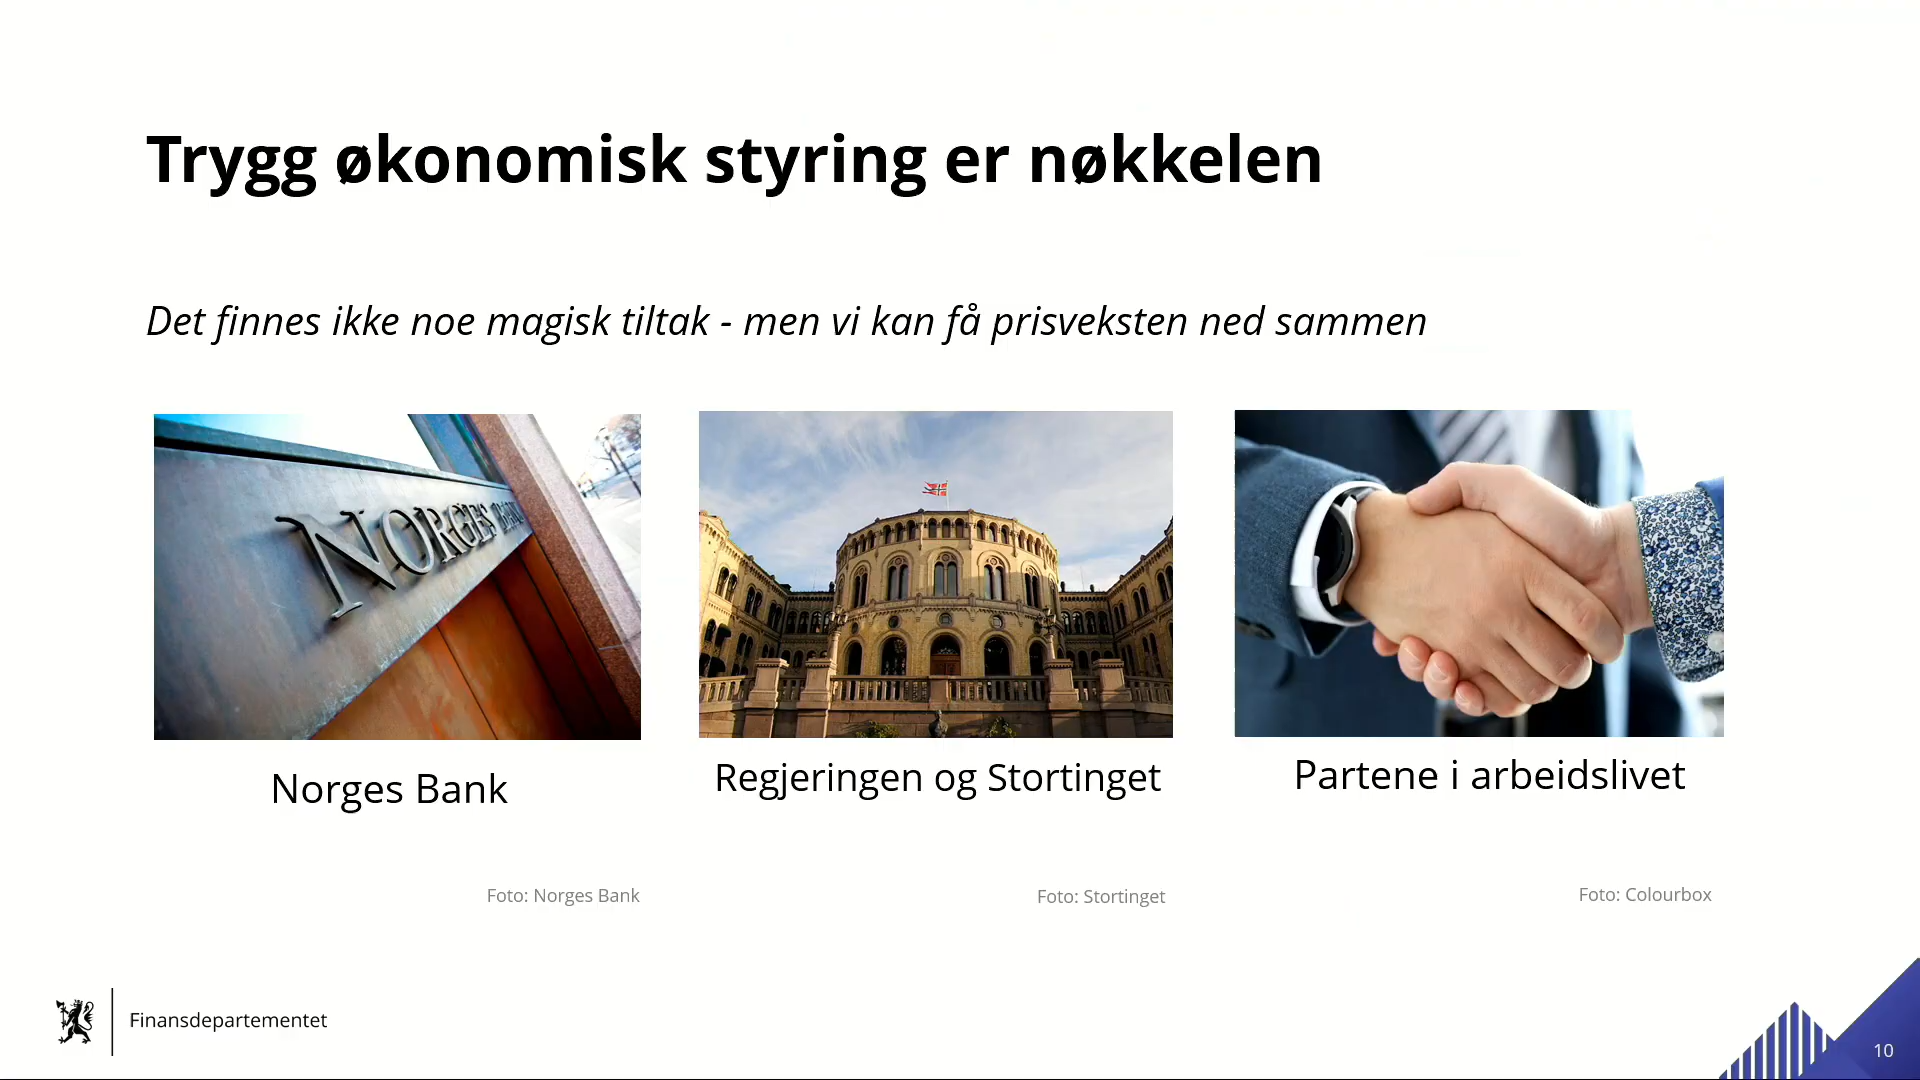 Trygg økonomisk styring er nøkkelen
Det finnes ikke noe magisk tiltak - men vi kan få prisveksten ned sammen
NORGES BANK
Norges Bank
Regjeringen og Stortinget
Partene i arbeidslivet
Foto: Norges Bank
Foto: Stortinget
Foto: Colourbox
Finansdepartementet
10